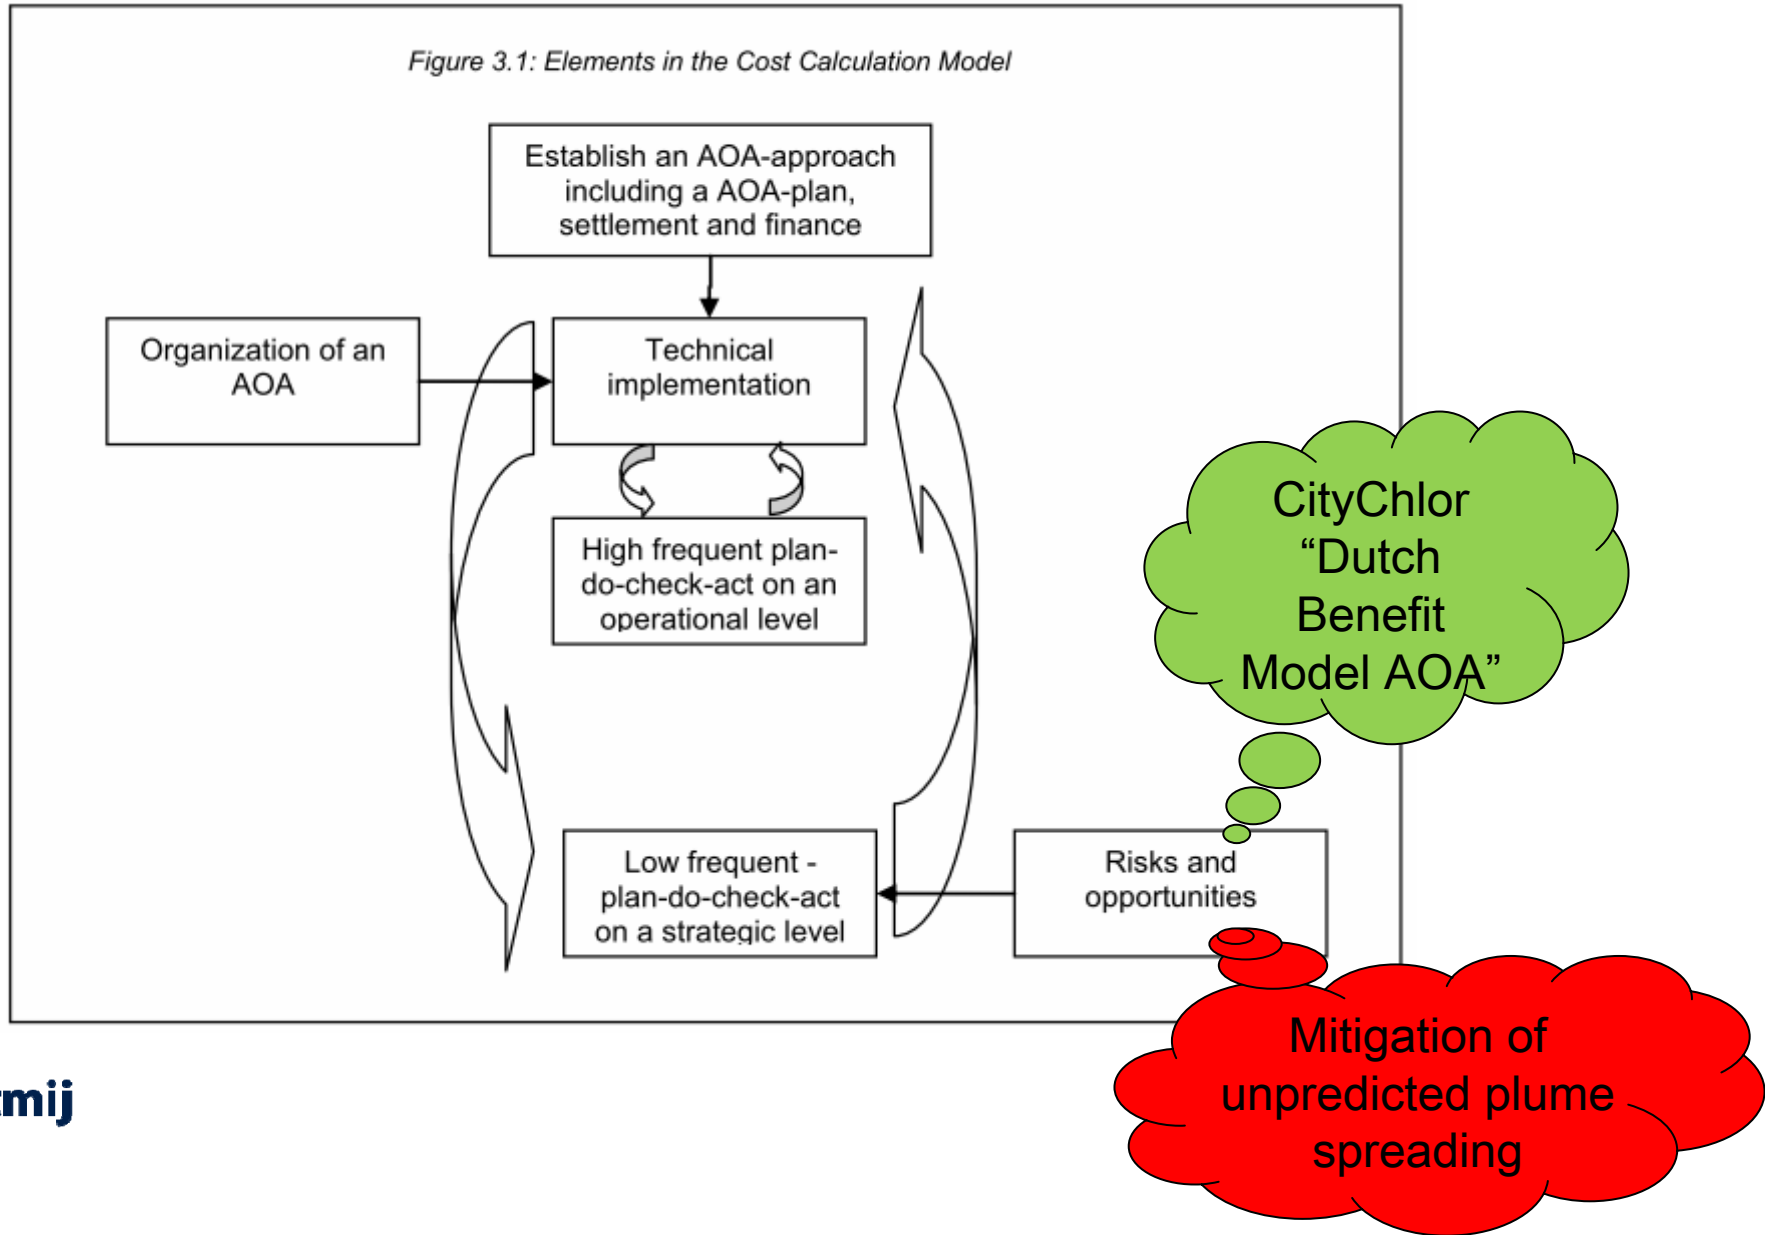 Figure 3.1: Elements in the Cost Calculation Model
Establish an AOA-approach
including a AOA-plan,
settlement and finance
Organization of an
AOA
Technical
implementation
High frequent plan-
do-check-act on an
operational level
CityChlor
“Dutch
Benefit
Model AOA”
Low frequent -
plan-do-check-act
on a strategic level
Risks and
opportunities
Mitigation of
unpredicted plume
spreading
mij